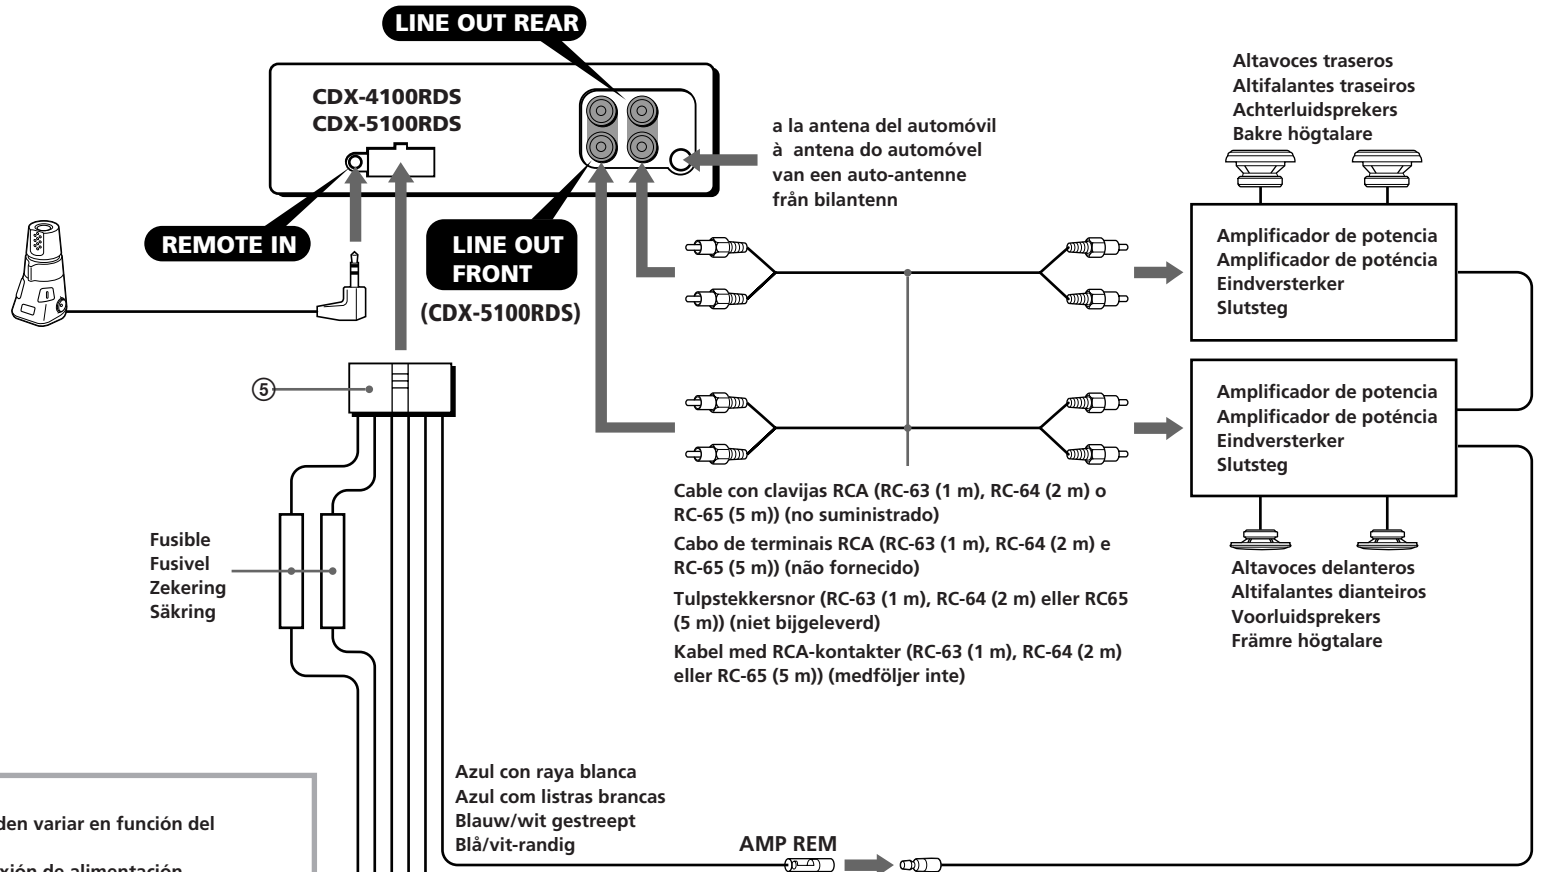 LINE OUT REAR
CDX-4100RDS
CDX-5100RDS
REMOTE IN
LINE OUT
FRONT
(CDX-5100RDS)
a la antena del automóvil
à antena do automóvel
van een auto-antenne
från bilantenn
Altavoces traseros
Altifalantes traseiros
Achterluidsprekers
Bakre högtalare
Amplificador de potencia
Amplificador de poténcia
Eindversterker
Slutsteg
Amplificador de potencia
Amplificador de poténcia
Eindversterker
Slutsteg
Altavoces delanteros
Altifalantes dianteiros
Voorluidsprekers
Främre högtalare
5
Cable con clavijas RCA (RC-63 (1 m), RC-64 (2 m) o
RC-65 (5 m)) (no suministrado)
Cabo de terminais RCA (RC-63 (1 m), RC-64 (2 m) e
RC-65 (5 m)) (não fornecido)
Tulpstekkersnor (RC-63 (1 m), RC-64 (2 m) eller RC65
(5 m)) (niet bijgeleverd)
Kabel med RCA-kontakter (RC-63 (1 m), RC-64 (2 m)
eller RC-65 (5 m)) (medföljer inte)
Fusible
Fusivel
Zekering
Säkring
Azul con raya blanca
Azul com listras brancas
Blauw/wit gestreept
Blå/vit-randig
AMP REM
den variar en función del
xión de alimentación